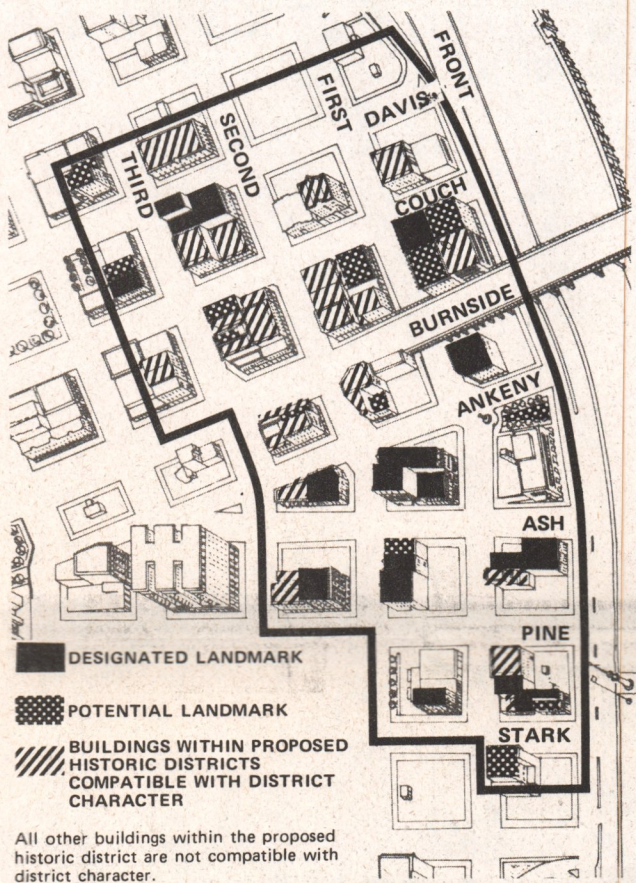 FRONT
FIRST
DAVIS
SECOND
THIRD
COUCH
BURNSIDE
ANKENY
ASH
PINE
STARK
DESIGNATED LANDMARK
POTENTIAL LANDMARK
BUILDINGS WITHIN PROPOSED
HISTORIC DISTRICTS
COMPATIBLE WITH DISTRICT
CHARACTER
All other buildings within the proposed
historic district are not compatible with
district character.